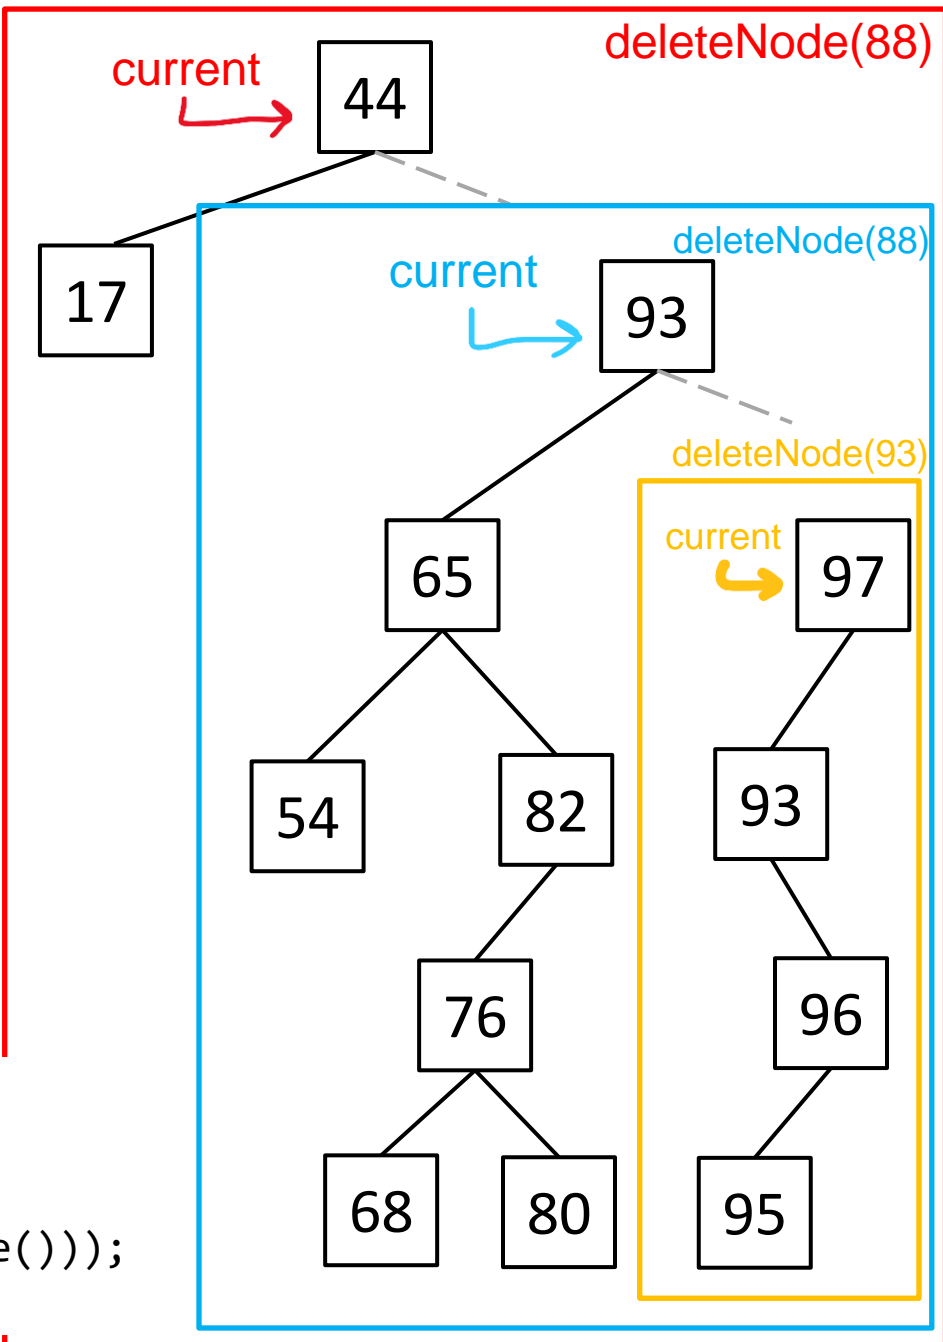 deleteNode(88)
current
44
17
deleteNode(88)
current
93
deleteNode(93)
current
65
97
54
82
93
76
96
68
80
95
e()));